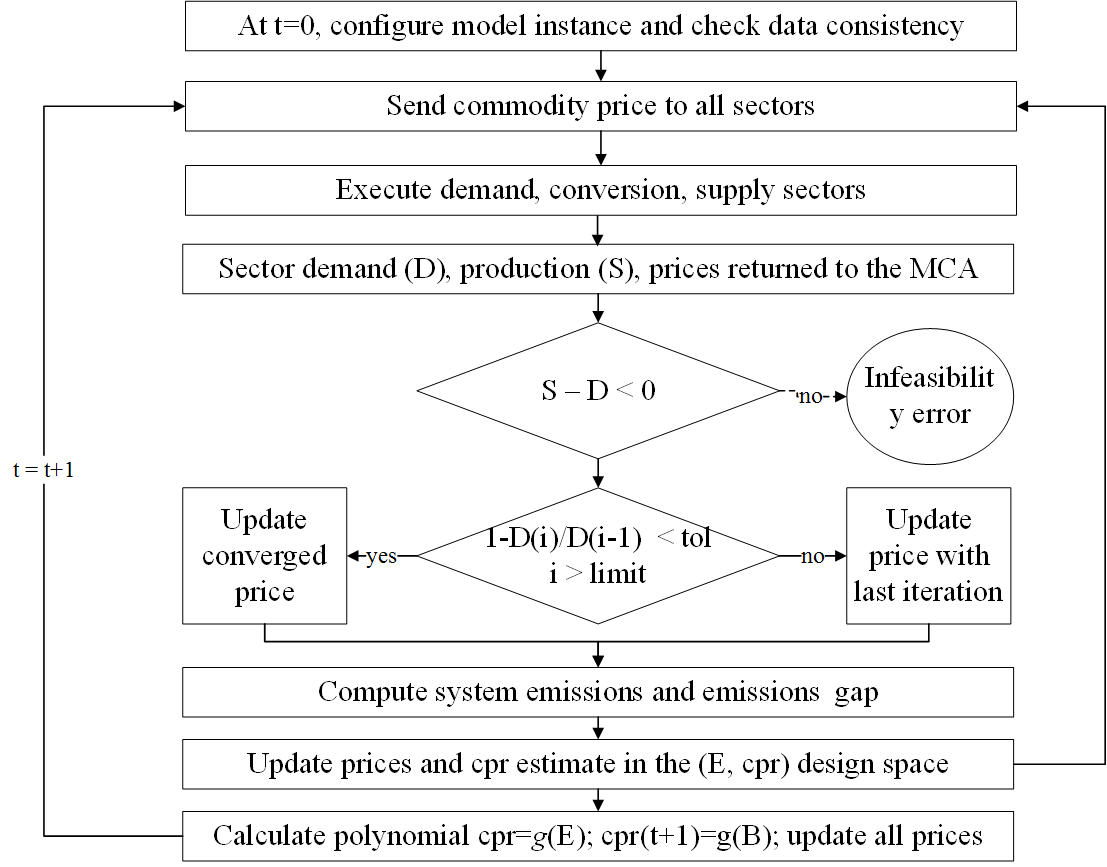 At t=0, configure model instance and check data consistency
Send commodity price to all sectors
Execute demand, conversion, supply sectors
Sector demand (D), production (S), prices returned to the MCA
S – D < 0
no
Infeasibilit
y error
t = t+1
Update
converged
price
yes
1-D(i)/D(i-1) < tol
i > limit
no
Update
price with
last iteration
Compute system emissions and emissions gap
Update prices and cpr estimate in the (E, cpr) design space
Calculate polynomial cpr=g(E); cpr(t+1)=g(B); update all prices